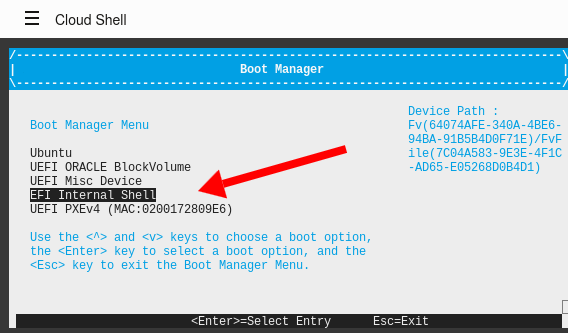 Cloud Shell
/------------------------------------------------------------------------------\
| Boot Manager |
\------------------------------------------------------------------------------/
Device Path :
Boot Manager Menu Fv(64074AFE-340A-4BE6-
94BA-91B5B4D0F71E)/FvF
Ubuntu ile(7C04A583-9E3E-4F1C
UEFI ORACLE BlockVolume -AD65-E05268D0B4D1)
UEFI Misc Device
EFI Internal Shell
UEFI PXEv4 (MAC:0200172809E6)
Use the <^> and <v> keys to choose a boot option,
the <Enter> key to select a boot option, and the
<Esc> key to exit the Boot Manager Menu.
<Enter>=Select Entry Esc=Exit